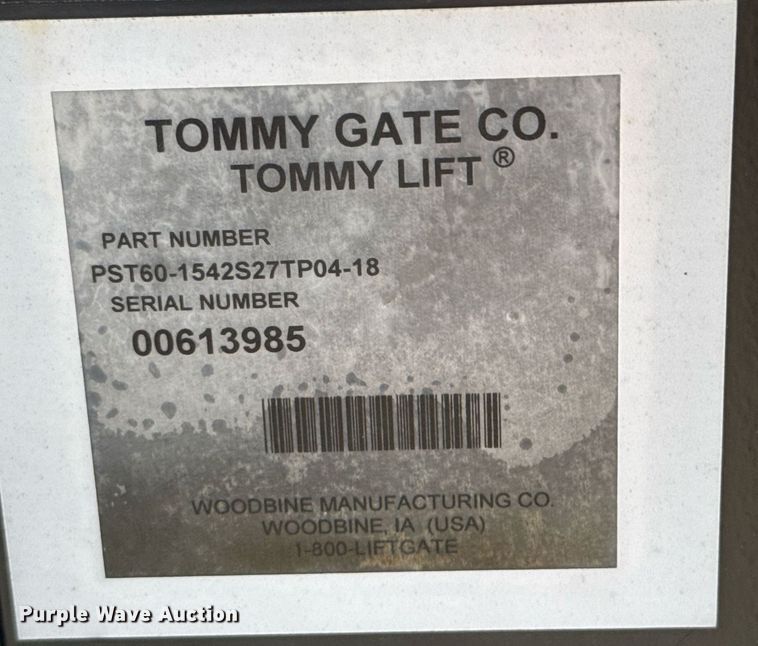 TOMMY GATE CO.
TOMMY LIFT ®
PART NUMBER
PST60-1542S27TP04-18
SERIAL NUMBER
00613985
WOODBINE MANUFACTURING CO.
WOODBINE, IA (USA)
1-800-LIFTGATE
Purple Wave Auction